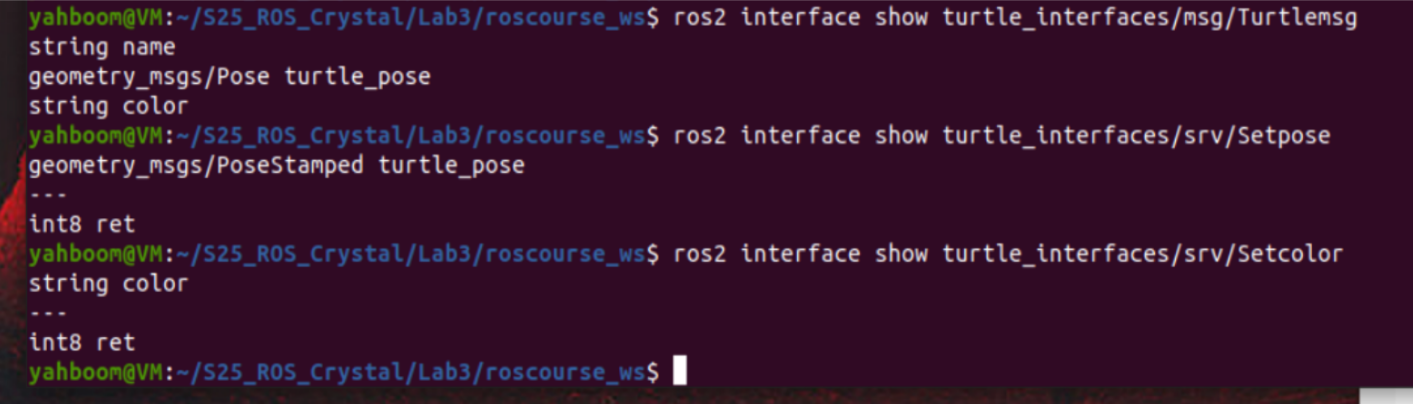 yahboom@VM:~/S25_ROS_Crystal/Lab3/roscourse_ws$ ros2 interface show turtle_interfaces/msg/Turtlemsg
string name
geometry_msgs/Pose turtle_pose
string color
yahboom@VM:~/S25_ROS_Crystal/Lab3/roscourse_ws$ ros2 interface show turtle_interfaces/srv/Setpose
geometry_msgs/PoseStamped turtle_pose
---
int8 ret
yahboom@VM:~/S25_ROS_Crystal/Lab3/roscourse_ws$ ros2 interface show turtle_interfaces/srv/Setcolor
string color
---
int8 ret
yahboom@VM:~/S25_ROS_Crystal/Lab3/roscourse_ws$